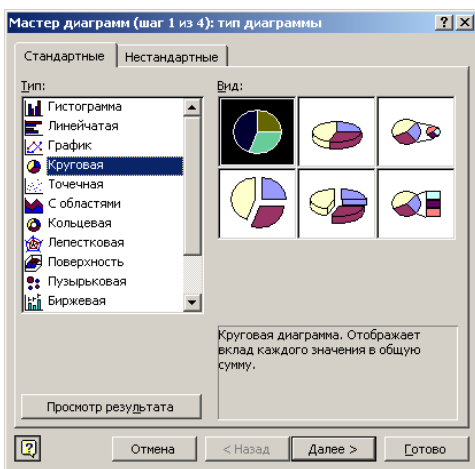 Мастер диаграмм (шаг 1 из 4): тип диаграммы
Стандартные
Нестандартные
Тип:
Гистограмма
Линейчатая
График
Круговая
Точечная
С областями
Кольцевая
Лепестковая
Поверхность
Пузырьковая
Биржевая
Вид:
Круговая диаграмма. Отображает
вклад каждого значения в общую
сумму.
Просмотр результата
Отмена
< Назад
Далее >
Готово